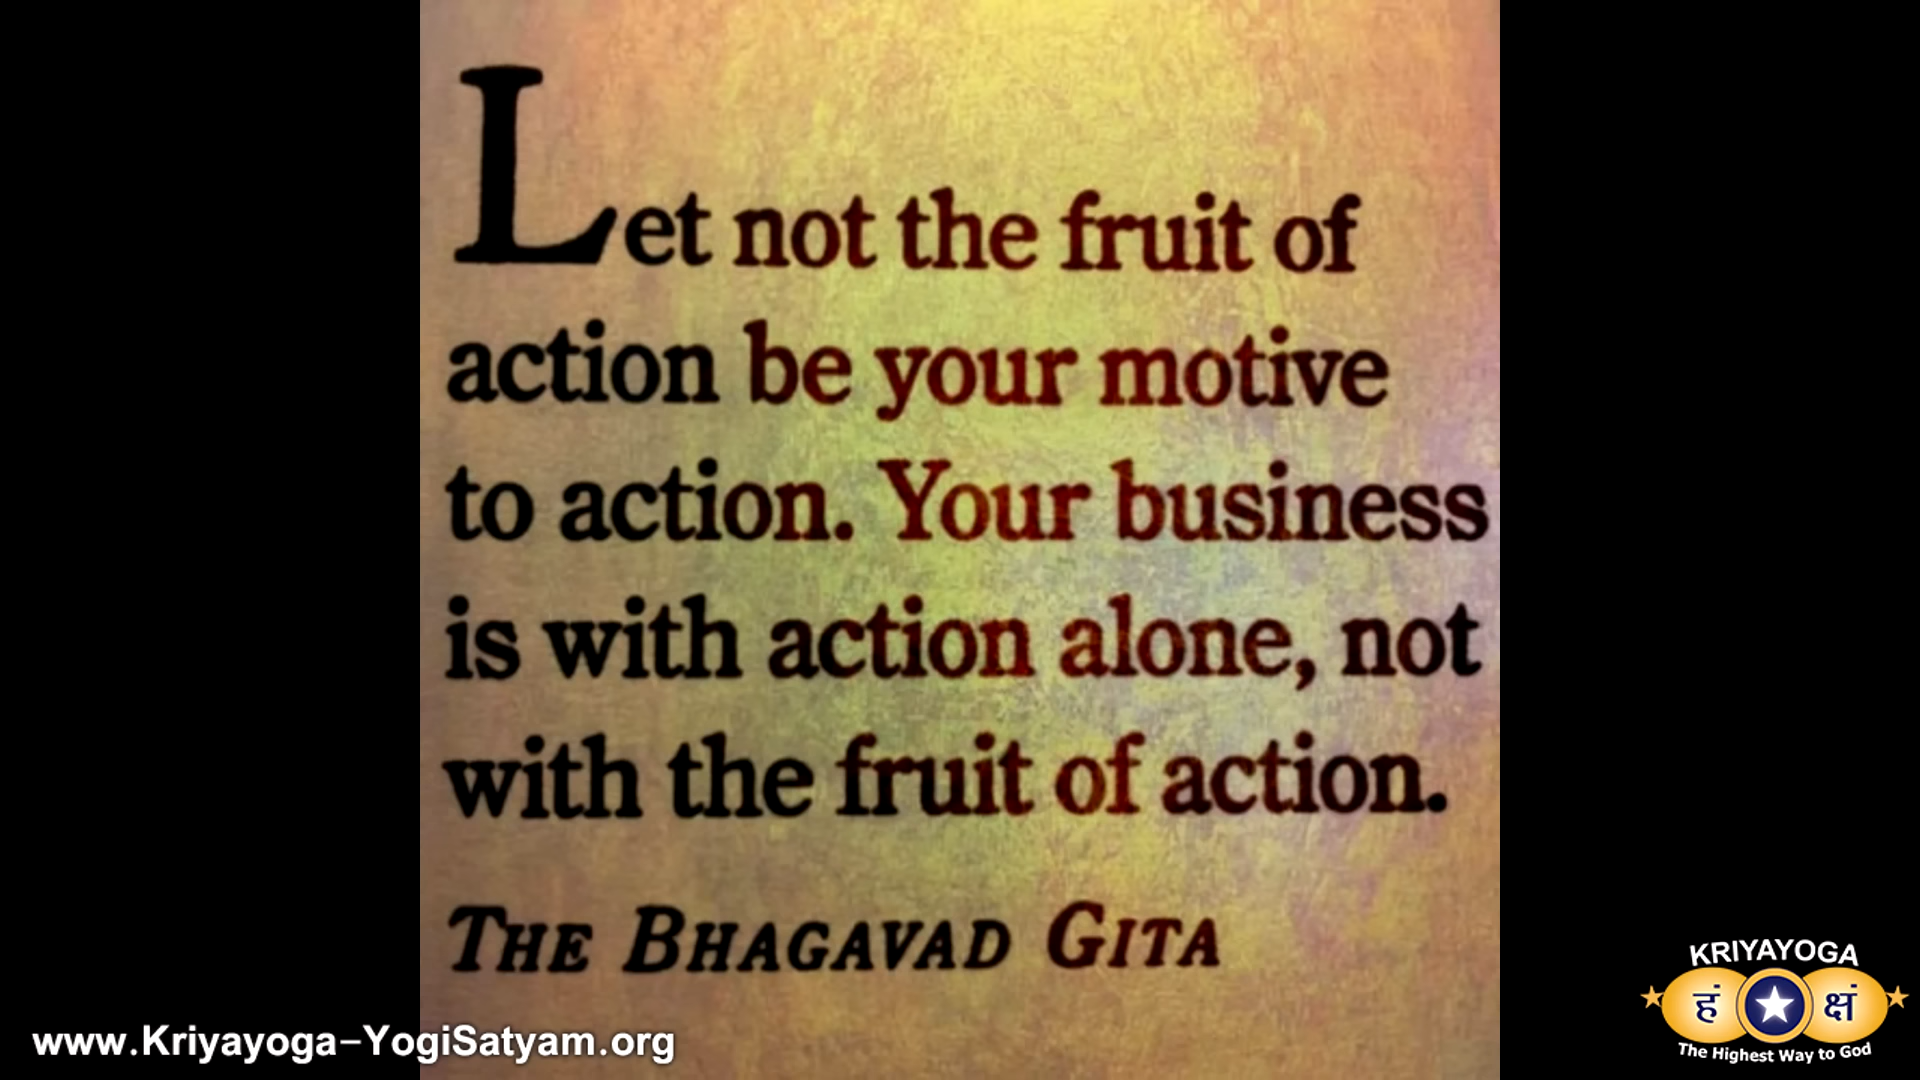 Let not the fruit of
action be your motive
to action. Your business
is with action alone, not
with the fruit of action.
THE BHAGAVAD GITA
www.Kriyayoga-YogiSatyam.org
KRIYAYOGA
हं क्षं
The Highest Way to God